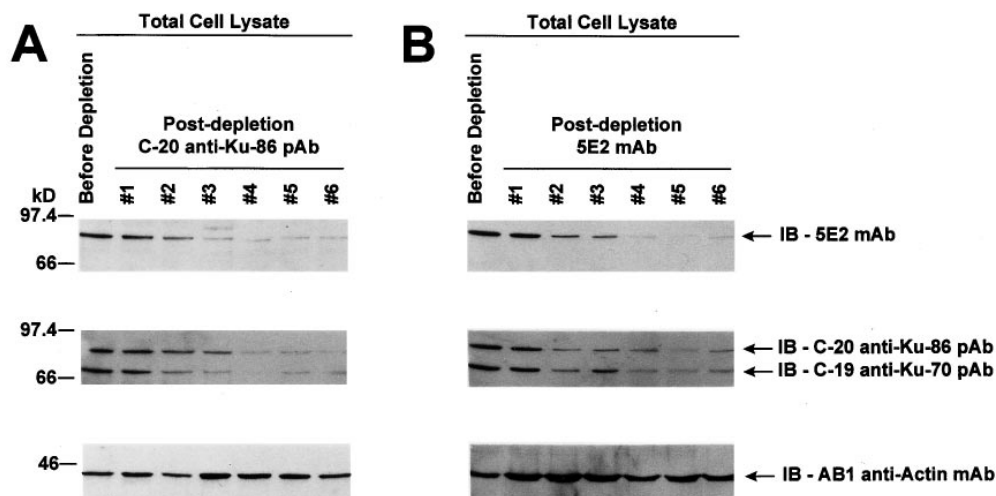 A
Total Cell Lysate
Before Depletion
Post-depletion
C-20 anti-Ku-86 pAb
#1 #2 #3 #4 #5 #6
kD
97.4
66
97.4
66
46
B
Total Cell Lysate
Before Depletion
Post-depletion
5E2 mAb
#1 #2 #3 #4 #5 #6
IB - 5E2 mAb
IB - C-20 anti-Ku-86 pAb
IB - C-19 anti-Ku-70 pAb
IB - AB1 anti-Actin mAb